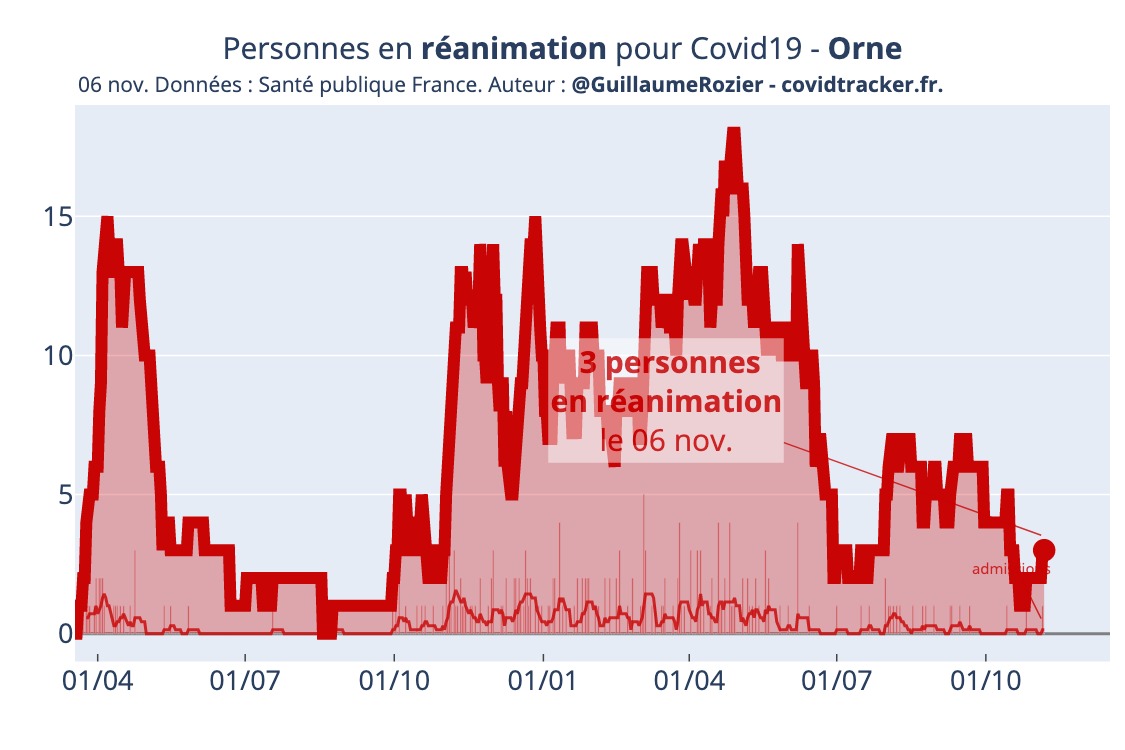 Personnes en réanimation pour Covid19 - Orne
06 nov. Données : Santé publique France. Auteur : @GuillaumeRozier - covidtracker.fr.
15
10
5
0
3 personnes
en réanimation
le 06 nov.
admissions
01/04 01/07 01/10 01/01 01/04 01/07 01/10